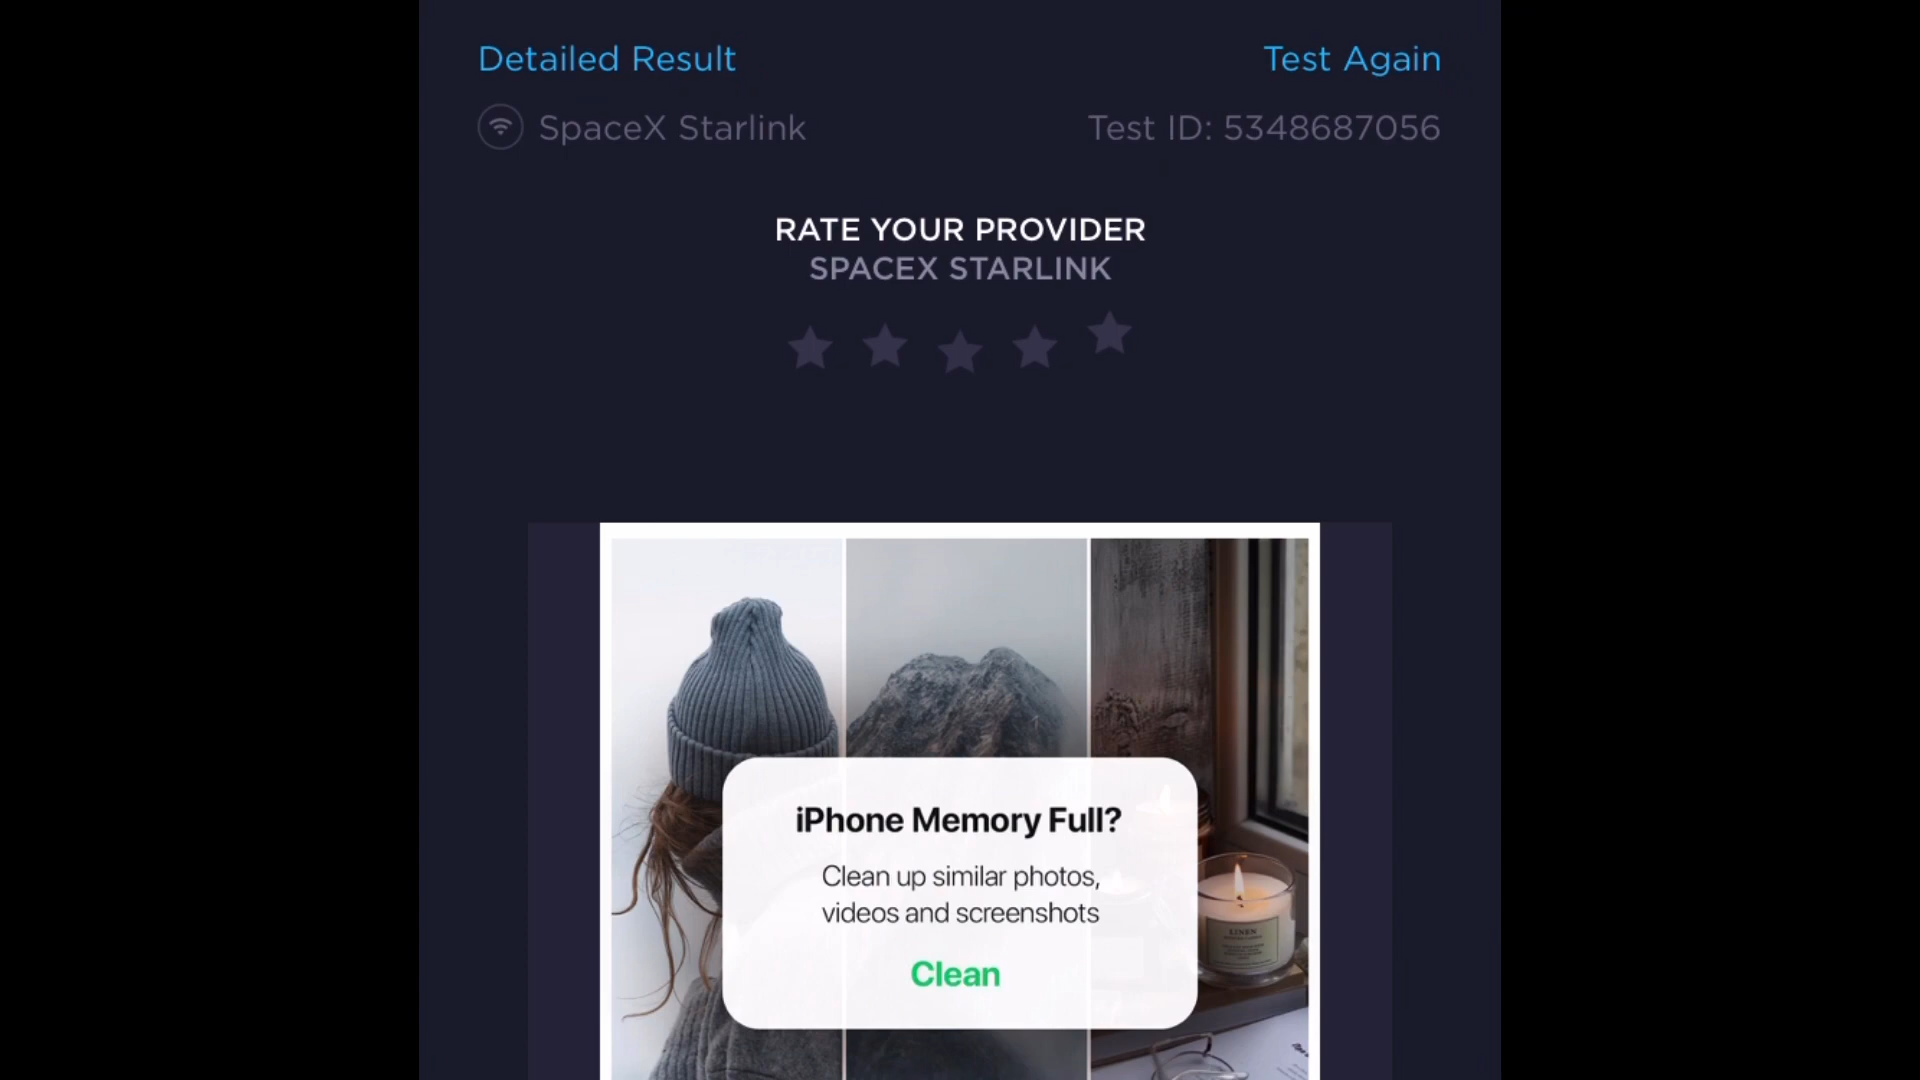 Detailed Result
Test Again
SpaceX Starlink
Test ID: 5348687056
RATE YOUR PROVIDER
SPACEX STARLINK
iPhone Memory Full?
Clean up similar photos,
videos and screenshots
Clean
LINEN